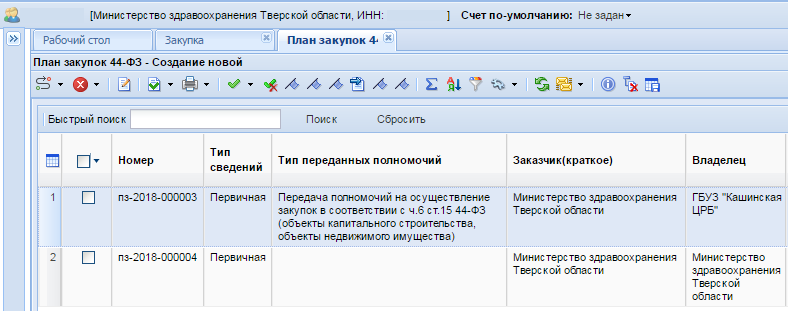 [Министерство здравоохранения Тверской области, ИНН: ] Счет по-умолчанию: Не задан
Рабочий стол Закупка План закупок 44-
План закупок 44-ФЗ - Создание новой
Быстрый поиск Поиск Сбросить
Номер Тип сведений Тип переданных полномочий Заказчик(краткое) Владелец
1 пз-2018-000003 Первичная Передача полномочий на осуществление Министерство здравоохранения ГБУЗ "Кашинская
закупок в соответствии с ч.6 ст.15 44-ФЗ Тверской области ЦРБ"
(объекты капитального строительства,
объекты недвижимого имущества)
2 пз-2018-000004 Первичная Министерство здравоохранения Министерство
Тверской области здравоохранения
Тверской
области